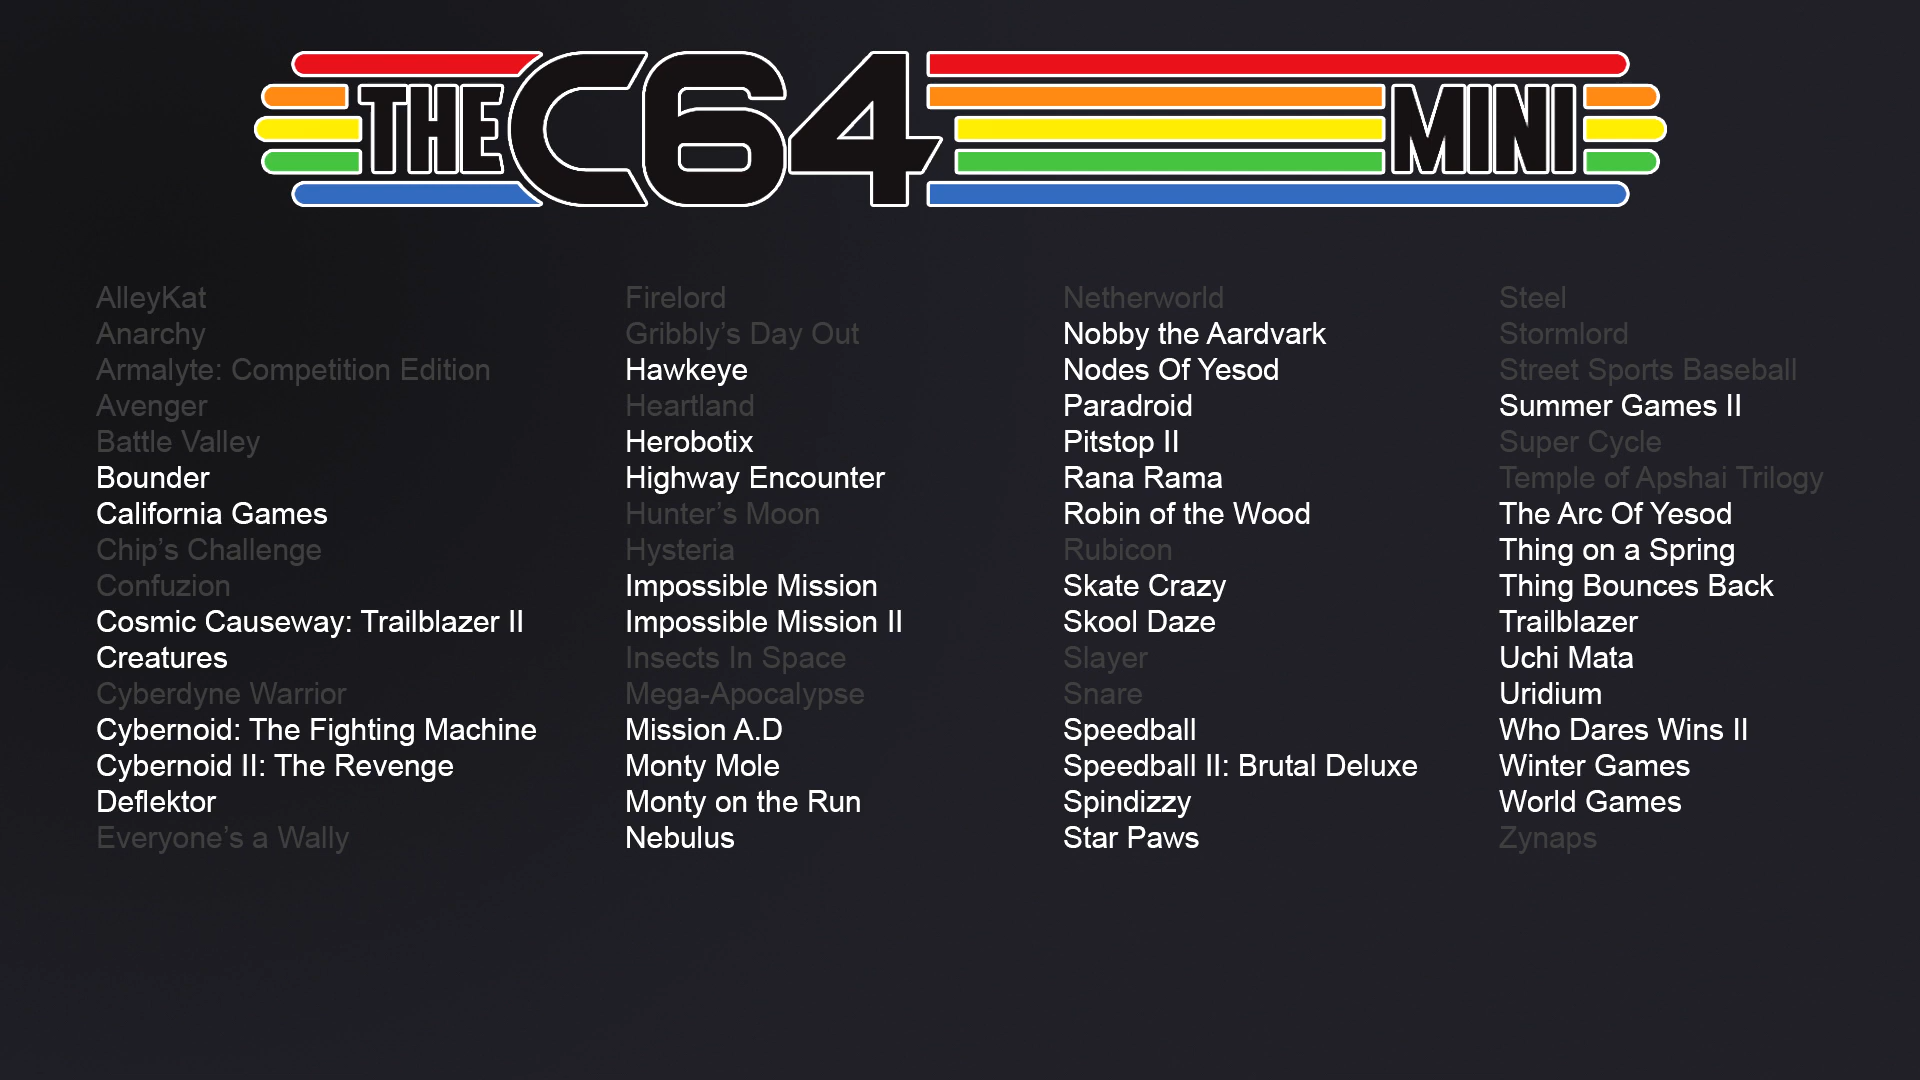 THE C64 MINI
AlleyKat
Anarchy
Armalyte: Competition Edition
Avenger
Battle Valley
Bounder
California Games
Chip’s Challenge
Confuzion
Cosmic Causeway: Trailblazer II
Creatures
Cyberdyne Warrior
Cybernoid: The Fighting Machine
Cybernoid II: The Revenge
Deflektor
Everyone’s a Wally
Firelord
Gribbly’s Day Out
Hawkeye
Heartland
Herobotix
Highway Encounter
Hunter’s Moon
Hysteria
Impossible Mission
Impossible Mission II
Insects In Space
Mega-Apocalypse
Mission A.D
Monty Mole
Monty on the Run
Nebulus
Netherworld
Nobby the Aardvark
Nodes Of Yesod
Paradroid
Pitstop II
Rana Rama
Robin of the Wood
Rubicon
Skate Crazy
Skool Daze
Slayer
Snare
Speedball
Speedball II: Brutal Deluxe
Spindizzy
Star Paws
Steel
Stormlord
Street Sports Baseball
Summer Games II
Super Cycle
Temple of Apshai Trilogy
The Arc Of Yesod
Thing on a Spring
Thing Bounces Back
Trailblazer
Uchi Mata
Uridium
Who Dares Wins II
Winter Games
World Games
Zynaps